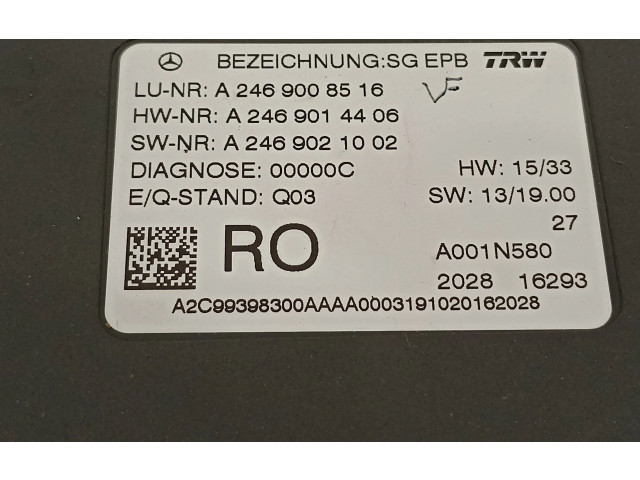 BEZEICHNUNG:SG EPB TRW
LU-NR: A 246 900 85 16 VF
HW-NR: A 246 901 44 06
SW-NR: A 246 902 10 02
DIAGNOSE: 00000C HW: 15/33
E/Q-STAND: Q03 SW: 13/19.00
27
RO A001N580
2028 16293
A2C99398300AAAA0003191020162028